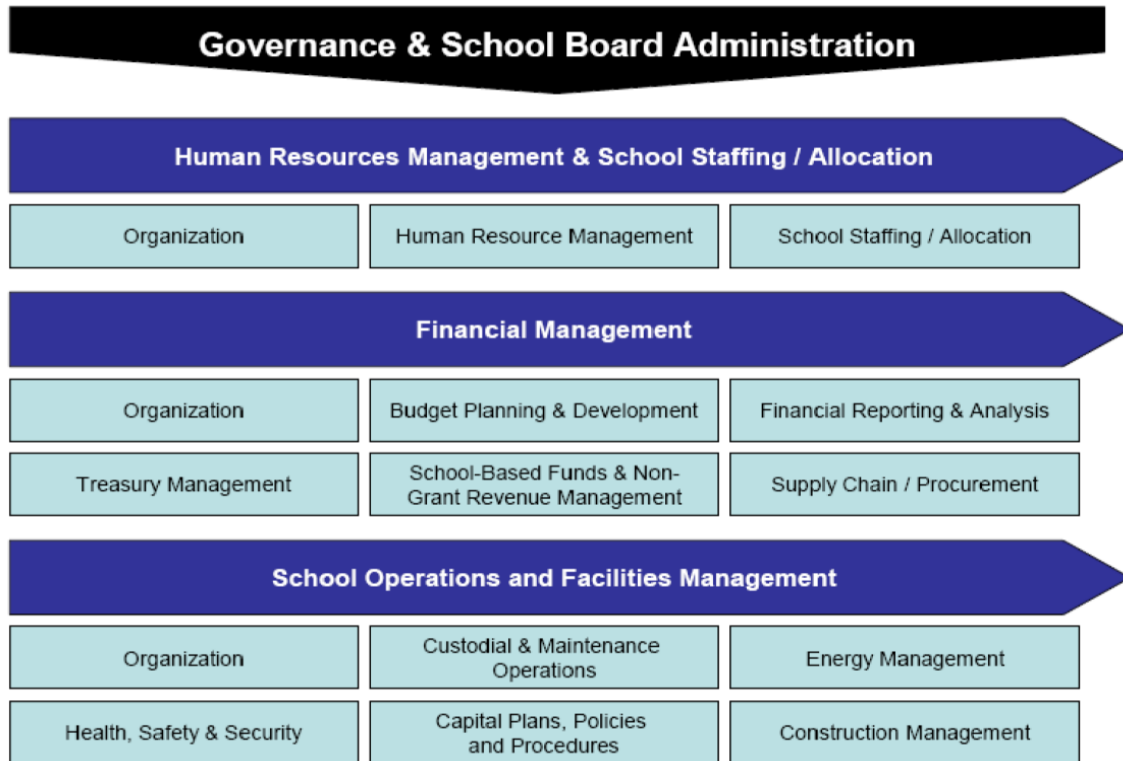 Governance & School Board Administration
Human Resources Management & School Staffing / Allocation
Organization
Human Resource Management
School Staffing / Allocation
Financial Management
Organization
Budget Planning & Development
Financial Reporting & Analysis
Treasury Management
School-Based Funds & Non-
Grant Revenue Management
Supply Chain / Procurement
School Operations and Facilities Management
Organization
Custodial & Maintenance
Operations
Energy Management
Health, Safety & Security
Capital Plans, Policies
and Procedures
Construction Management